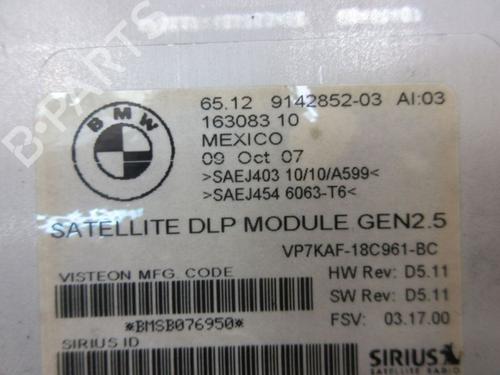 BMW
65.12 9142852-03 AI:03
163083 10
MEXICO
09 Oct 07
>SAEJ403 10/10/A599<
>SAEJ454 6063-T6<
SATELLITE DLP MODULE GEN2.5
VP7KAF-18C961-BC
VISTEON MFG. CODE
HW Rev: D5.11
SW Rev: D5.11
*BMSB076950*
FSV: 03.17.00
SIRIUS ID
SIRIUS
SATELLITE RADIO
B-PARTS